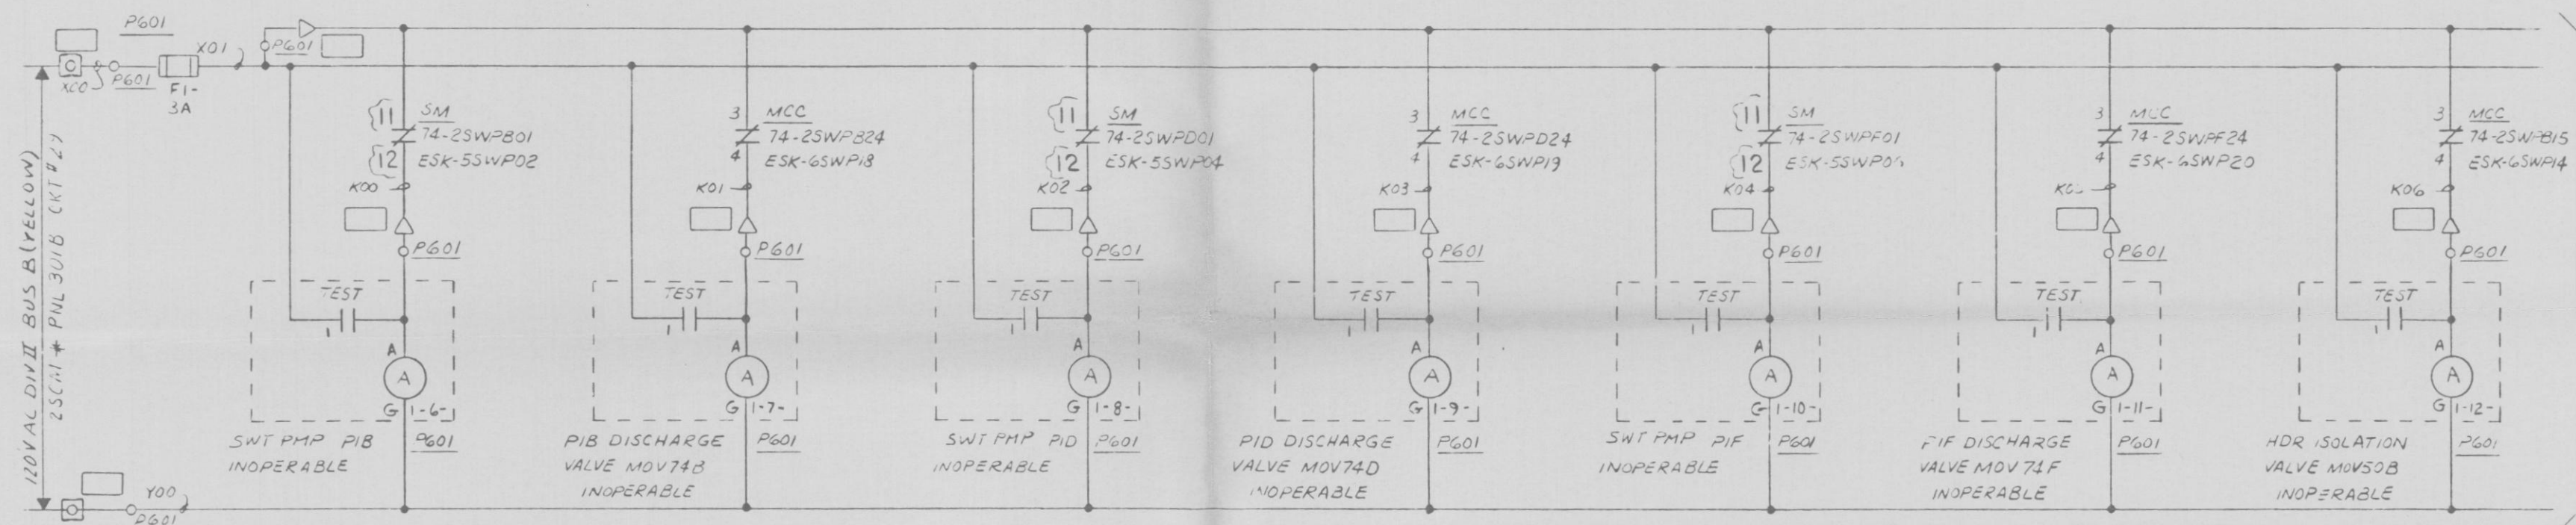 P601
X01
P601
XC0
P601
F1-
3A
120VAC DIV II BUS B (YELLOW)
2SCM * PNL 301B CKT # 29
11
SM
74-2SWPB01
12
ESK-5SWP02
K00
P601
TEST
A
A
G
1-6-
SWT PMP P1B
INOPERABLE
P601
3
MCC
74-2SWPB24
4
ESK-6SWP18
K01
P601
TEST
A
A
G
1-7-
P1B DISCHARGE
VALVE MOV74B
INOPERABLE
P601
11
SM
74-2SWPD01
12
ESK-5SWP04
K02
P601
TEST
A
A
G
1-8-
SWT PMP P1D
INOPERABLE
P601
3
MCC
74-2SWPD24
4
ESK-6SWP19
K03
P601
TEST
A
A
G
1-9-
P1D DISCHARGE
VALVE MOV74D
INOPERABLE
P601
11
SM
74-2SWPF01
12
K04
P601
TEST
A
A
G
1-10-
SWT PMP P1F
INOPERABLE
P601
3
MCC
74-2SWPF24
4
ESK-6SWP20
P601
TEST
A
A
G
1-11-
P1F DISCHARGE
VALVE MOV74F
INOPERABLE
P601
3
MCC
74-2SWPB15
4
ESK-6SWP14
K06
P601
TEST
A
A
G
1-12-
HDR ISOLATION
VALVE MOV50B
INOPERABLE
P601
Y00
P601